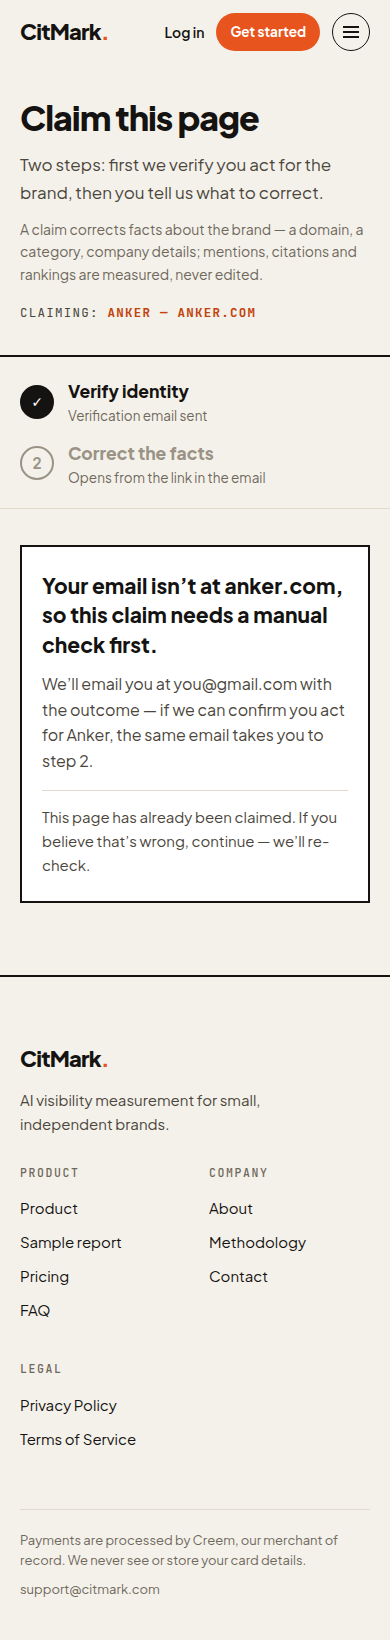 CitMark.
Log in
Get started
Claim this page
Two steps: first we verify you act for the
brand, then you tell us what to correct.
A claim corrects facts about the brand — a domain, a
category, company details; mentions, citations and
rankings are measured, never edited.
CLAIMING: ANKER — ANKER.COM
✓
Verify identity
Verification email sent
2
Correct the facts
Opens from the link in the email
Your email isn’t at anker.com,
so this claim needs a manual
check first.
We’ll email you at you@gmail.com with
the outcome — if we can confirm you act
for Anker, the same email takes you to
step 2.
This page has already been claimed. If you
believe that’s wrong, continue — we’ll re-
check.
CitMark.
AI visibility measurement for small,
independent brands.
PRODUCT
Product
Sample report
Pricing
FAQ
COMPANY
About
Methodology
Contact
LEGAL
Privacy Policy
Terms of Service
Payments are processed by Creem, our merchant of
record. We never see or store your card details.
support@citmark.com